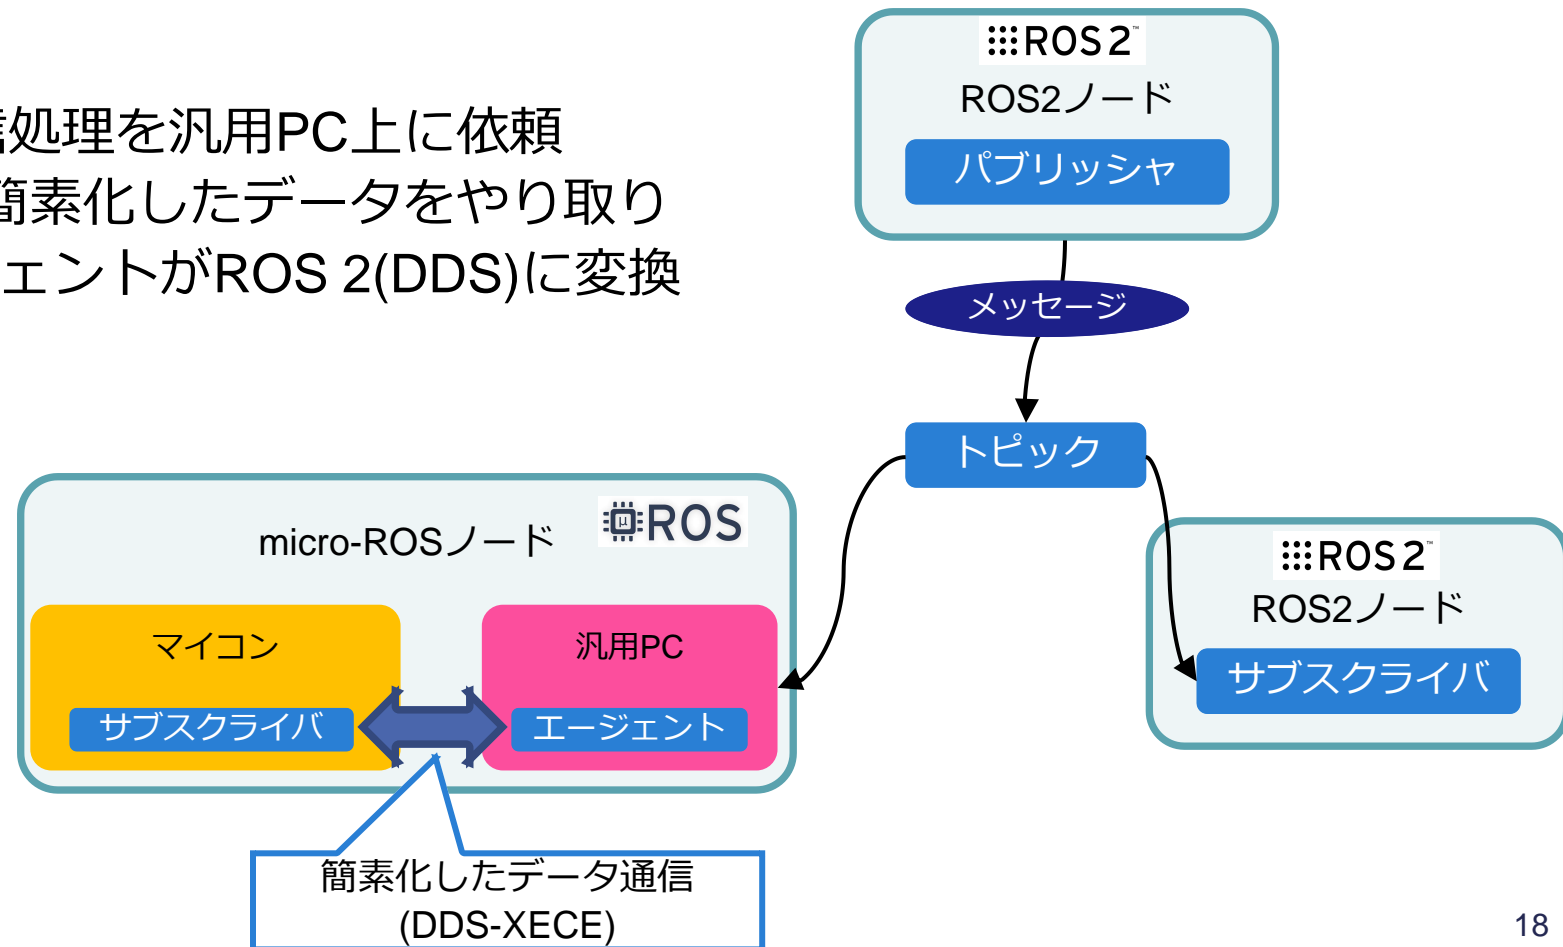 信処理を汎用PC上に依頼
簡素化したデータをやり取り
ェントがROS 2(DDS)に変換
ROS 2™
ROS2ノード
パブリッシャ
メッセージ
トピック
micro-ROSノード
μ ROS
マイコン
サブスクライバ
汎用PC
エージェント
簡素化したデータ通信
(DDS-XECE)
ROS 2™
ROS2ノード
サブスクライバ
18